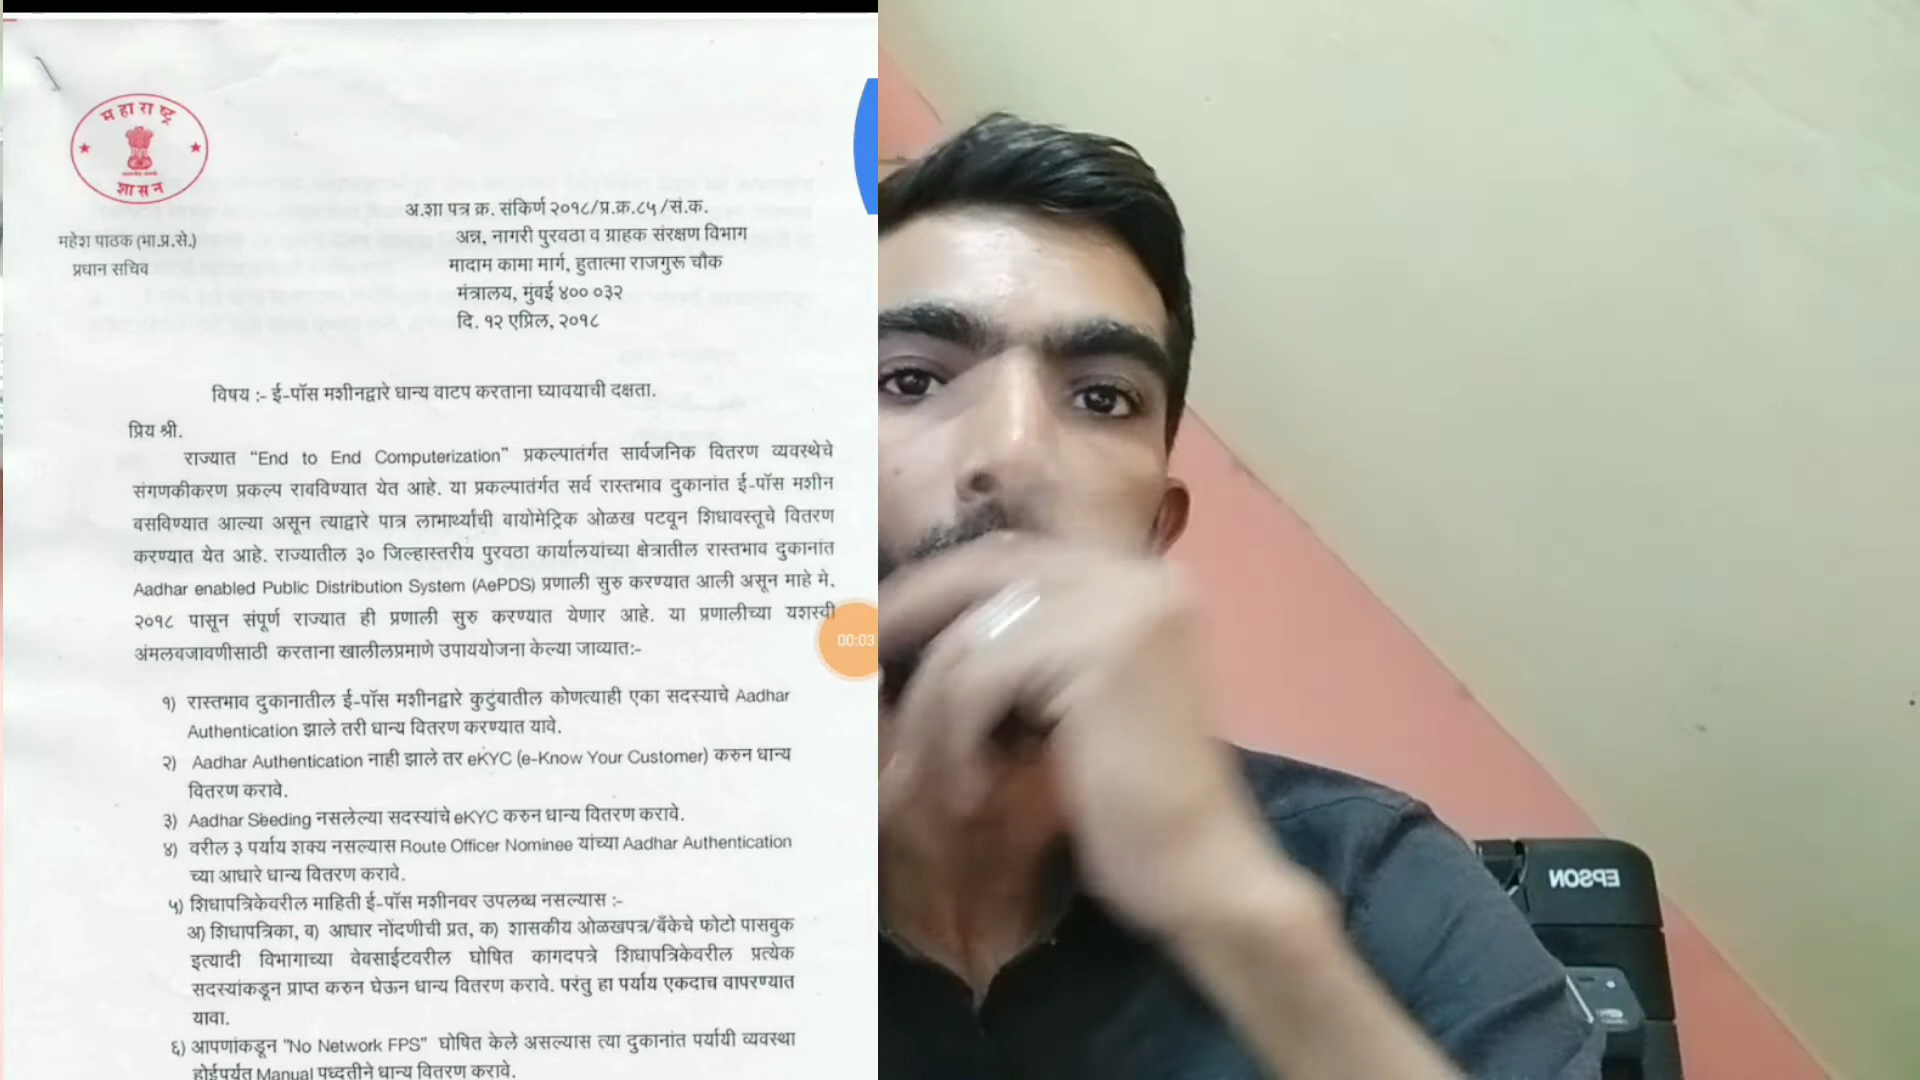 महाराष्ट्र
शासन
महेश पाठक (भा.प्र.से.)
प्रधान सचिव
अ.शा पत्र क्र. संकिर्ण २०१८/प्र.क्र.८५/सं.क.
अन्न, नागरी पुरवठा व ग्राहक संरक्षण विभाग
मादाम कामा मार्ग, हुतात्मा राजगुरू चौक
मंत्रालय, मुंबई ४०० ०३२
दि. १२ एप्रिल, २०१८
विषय :- ई-पॉस मशीनद्वारे धान्य वाटप करताना घ्यावयाची दक्षता.
प्रिय श्री.
राज्यात "End to End Computerization" प्रकल्पातंर्गत सार्वजनिक वितरण व्यवस्थेचे
संगणकीकरण प्रकल्प रावविण्यात येत आहे. या प्रकल्पातंर्गत सर्व रास्तभाव दुकानांत ई-पॉस मशीन
बसविण्यात आल्या असून त्याद्वारे पात्र लाभार्थ्यांची बायोमेट्रिक ओळख पटवून शिधावस्तूचे वितरण
करण्यात येत आहे. राज्यातील ३० जिल्हास्तरीय पुरवठा कार्यालयांच्या क्षेत्रातील रास्तभाव दुकानांत
Aadhar enabled Public Distribution System (AePDS) प्रणाली सुरु करण्यात आली असून माहे मे,
२०१८ पासून संपूर्ण राज्यात ही प्रणाली सुरु करण्यात येणार आहे. या प्रणालीच्या यशस्वी
अंमलवजावणीसाठी करताना खालीलप्रमाणे उपाययोजना केल्या जाव्यात:-
१) रास्तभाव दुकानातील ई-पॉस मशीनद्वारे कुटुंबातील कोणत्याही एका सदस्याचे Aadhar
Authentication झाले तरी धान्य वितरण करण्यात यावे.
२) Aadhar Authentication नाही झाले तर eKYC (e-Know Your Customer) करुन धान्य
वितरण करावे.
३) Aadhar Seeding नसलेल्या सदस्यांचे eKYC करुन धान्य वितरण करावे.
४) वरील ३ पर्याय शक्य नसल्यास Route Officer Nominee यांच्या Aadhar Authentication
च्या आधारे धान्य वितरण करावे.
५) शिधापत्रिकेवरील माहिती ई-पॉस मशीनवर उपलब्ध नसल्यास :-
अ) शिधापत्रिका, ब) आधार नोंदणीची प्रत, क) शासकीय ओळखपत्र/बँकेचे फोटो पासबुक
इत्यादी विभागाच्या वेवसाईटवरील घोषित कागदपत्रे शिधापत्रिकेवरील प्रत्येक
सदस्यांकडून प्राप्त करुन घेऊन धान्य वितरण करावे. परंतु हा पर्याय एकदाच वापरण्यात
यावा.
६) आपणांकडून "No Network FPS" घोषित केले असल्यास त्या दुकानांत पर्यायी व्यवस्था
होईपर्यंत Manual पध्दतीने धान्य वितरण करावे.
00:03
EPSON